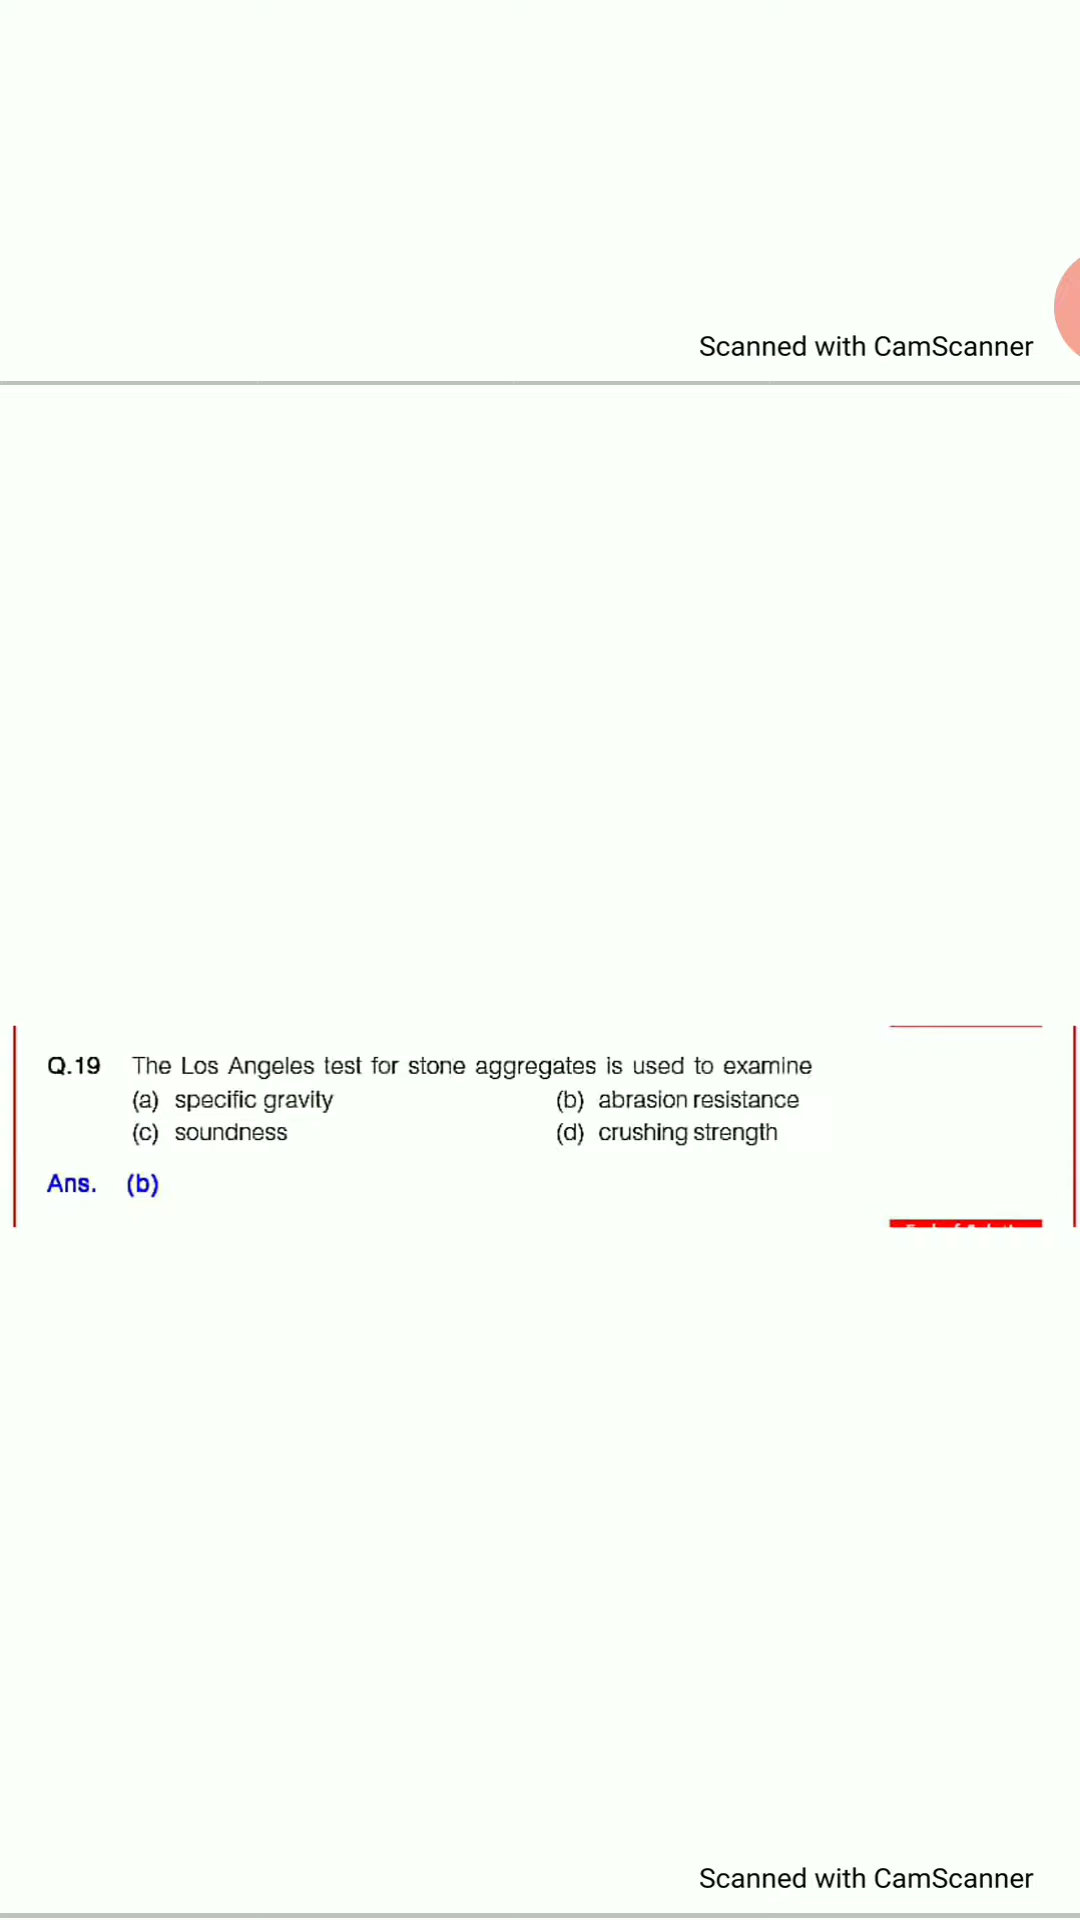 Scanned with CamScanner
Q.19 The Los Angeles test for stone aggregates is used to examine
(a) specific gravity (b) abrasion resistance
(c) soundness (d) crushing strength
Ans. (b)
Scanned with CamScanner